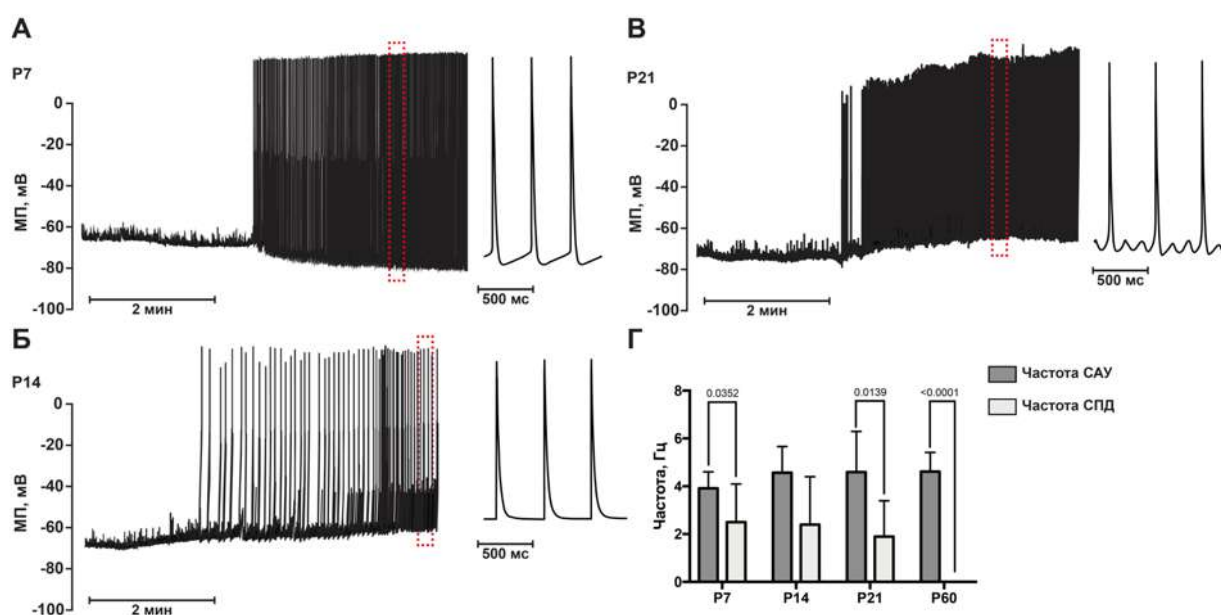 А
P7
МП, мВ
0
-20
-40
-60
-80
-100
2 мин
500 мс
В
P21
МП, мВ
0
-20
-40
-60
-80
-100
2 мин
500 мс
Б
P14
МП, мВ
0
-20
-40
-60
-80
-100
2 мин
500 мс
Г
Частота САУ
Частота СПД
Частота, Гц
8
6
4
2
0
0.0352
0.0139
<0.0001
P7
P14
P21
P60